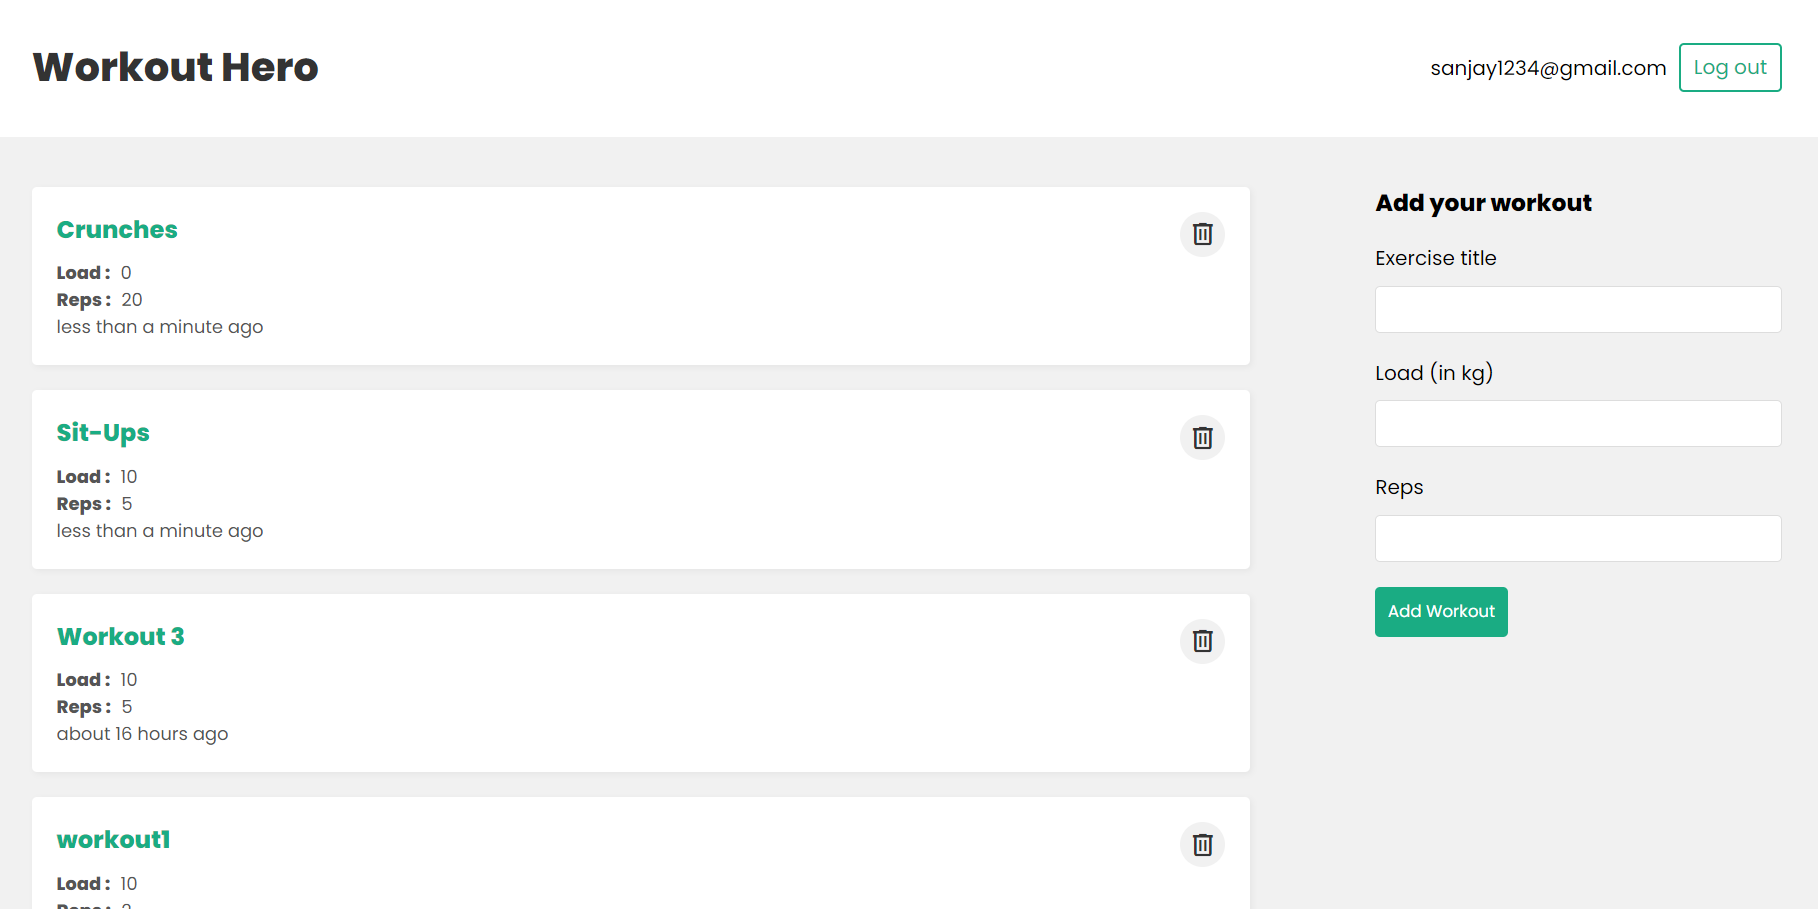 Workout Hero
sanjay1234@gmail.com
Log out
Crunches
Load : 0
Reps : 20
less than a minute ago
Sit-Ups
Load : 10
Reps : 5
less than a minute ago
Workout 3
Load : 10
Reps : 5
about 16 hours ago
workout1
Load : 10
Add your workout
Exercise title
Load (in kg)
Reps
Add Workout